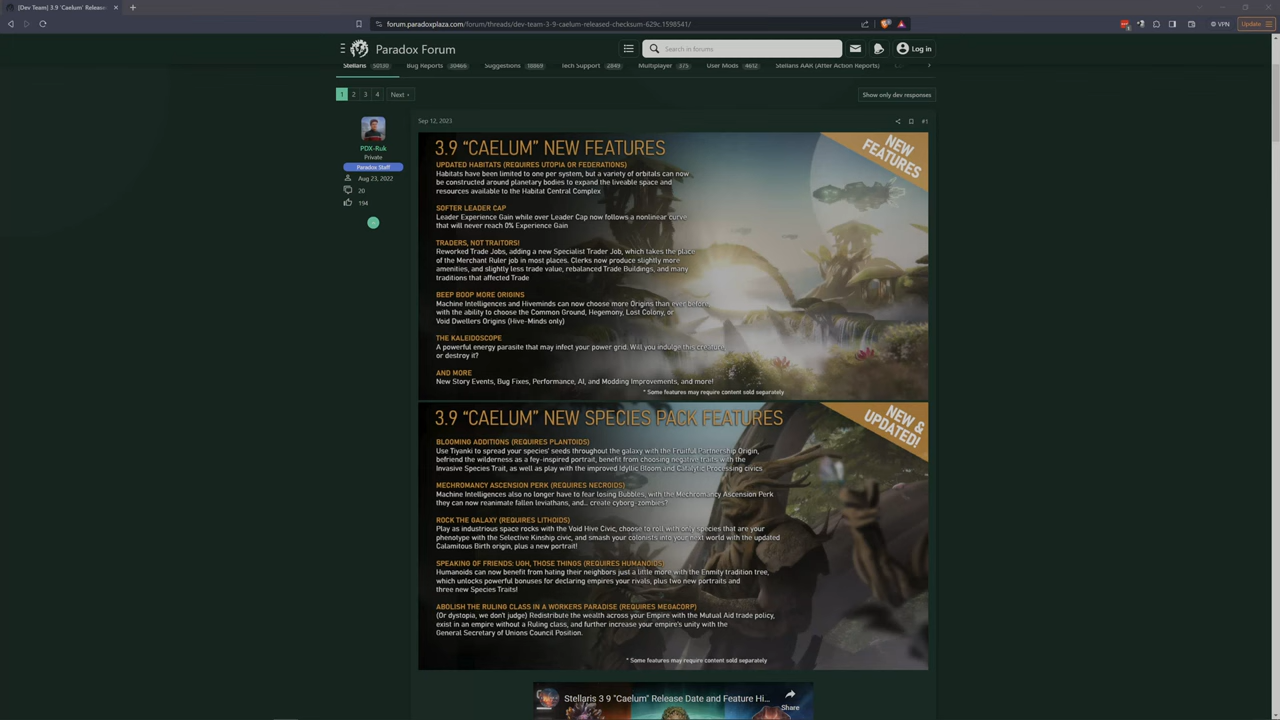 [Dev Team] 3.9 'Caelum' Release
forum.paradoxplaza.com/forum/threads/dev-team-3-9-caelum-released-checksum-629c.1598541/
VPN
Update
Paradox Forum
Search in forums
Log in
Stellaris 50130
Bug Reports 30466
Suggestions 18869
Tech Support 2849
Multiplayer 375
User Mods 4612
Stellaris AAR (After Action Reports)
1 2 3 4 Next
Show only dev responses
PDX-Ruk
Private
Paradox Staff
Aug 23, 2022
20
194
Sep 12, 2023
#1
3.9 “CAELUM” NEW FEATURES
NEW FEATURES
UPDATED HABITATS (REQUIRES UTOPIA OR FEDERATIONS)
Habitats have been limited to one per system, but a variety of orbitals can now
be constructed around planetary bodies to expand the liveable space and
resources available to the Habitat Central Complex
SOFTER LEADER CAP
Leader Experience Gain while over Leader Cap now follows a nonlinear curve
that will never reach 0% Experience Gain
TRADERS, NOT TRAITORS!
Reworked Trade Jobs, adding a new Specialist Trader Job, which takes the place
of the Merchant Ruler job in most places. Clerks now produce slightly more
amenities, and slightly less trade value, rebalanced Trade Buildings, and many
traditions that affected Trade
BEEP BOOP MORE ORIGINS
Machine Intelligences and Hiveminds can now choose more Origins than ever before,
with the ability to choose the Common Ground, Hegemony, Lost Colony, or
Void Dwellers Origins (Hive-Minds only)
THE KALEIDOSCOPE
A powerful energy parasite that may infect your power grid. Will you indulge this creature,
or destroy it?
AND MORE
New Story Events, Bug Fixes, Performance, AI, and Modding Improvements, and more!
* Some features may require content sold separately
3.9 “CAELUM” NEW SPECIES PACK FEATURES
NEW & UPDATED!
BLOOMING ADDITIONS (REQUIRES PLANTOIDS)
Use Tiyanki to spread your species' seeds throughout the galaxy with the Fruitful Partnership Origin,
befriend the wilderness as a fey-inspired portrait, benefit from choosing negative traits with the
Invasive Species Trait, as well as play with the improved Idyllic Bloom and Catalytic Processing civics
MECHROMANCY ASCENSION PERK (REQUIRES NECROIDS)
Machine Intelligences also no longer have to fear losing Bubbles, with the Mechromancy Ascension Perk
they can now reanimate fallen leviathans, and... create cyborg-zombies?
ROCK THE GALAXY (REQUIRES LITHOIDS)
Play as industrious space rocks with the Void Hive Civic, choose to roll with only species that are your
phenotype with the Selective Kinship civic, and smash your colonists into your next world with the updated
Calamitous Birth origin, plus a new portrait!
SPEAKING OF FRIENDS: UGH, THOSE THINGS (REQUIRES HUMANOIDS)
Humanoids can now benefit from hating their neighbors just a little more with the Enmity tradition tree,
which unlocks powerful bonuses for declaring empires your rivals, plus two new portraits and
three new Species Traits!
ABOLISH THE RULING CLASS IN A WORKERS PARADISE (REQUIRES MEGACORP)
(Or dystopia, we don't judge) Redistribute the wealth across your Empire with the Mutual Aid trade policy,
exist in an empire without a Ruling class, and further increase your empire's unity with the
General Secretary of Unions Council Position.
* Some features may require content sold separately
Stellaris 3 9 "Caelum" Release Date and Feature Hi...
Share